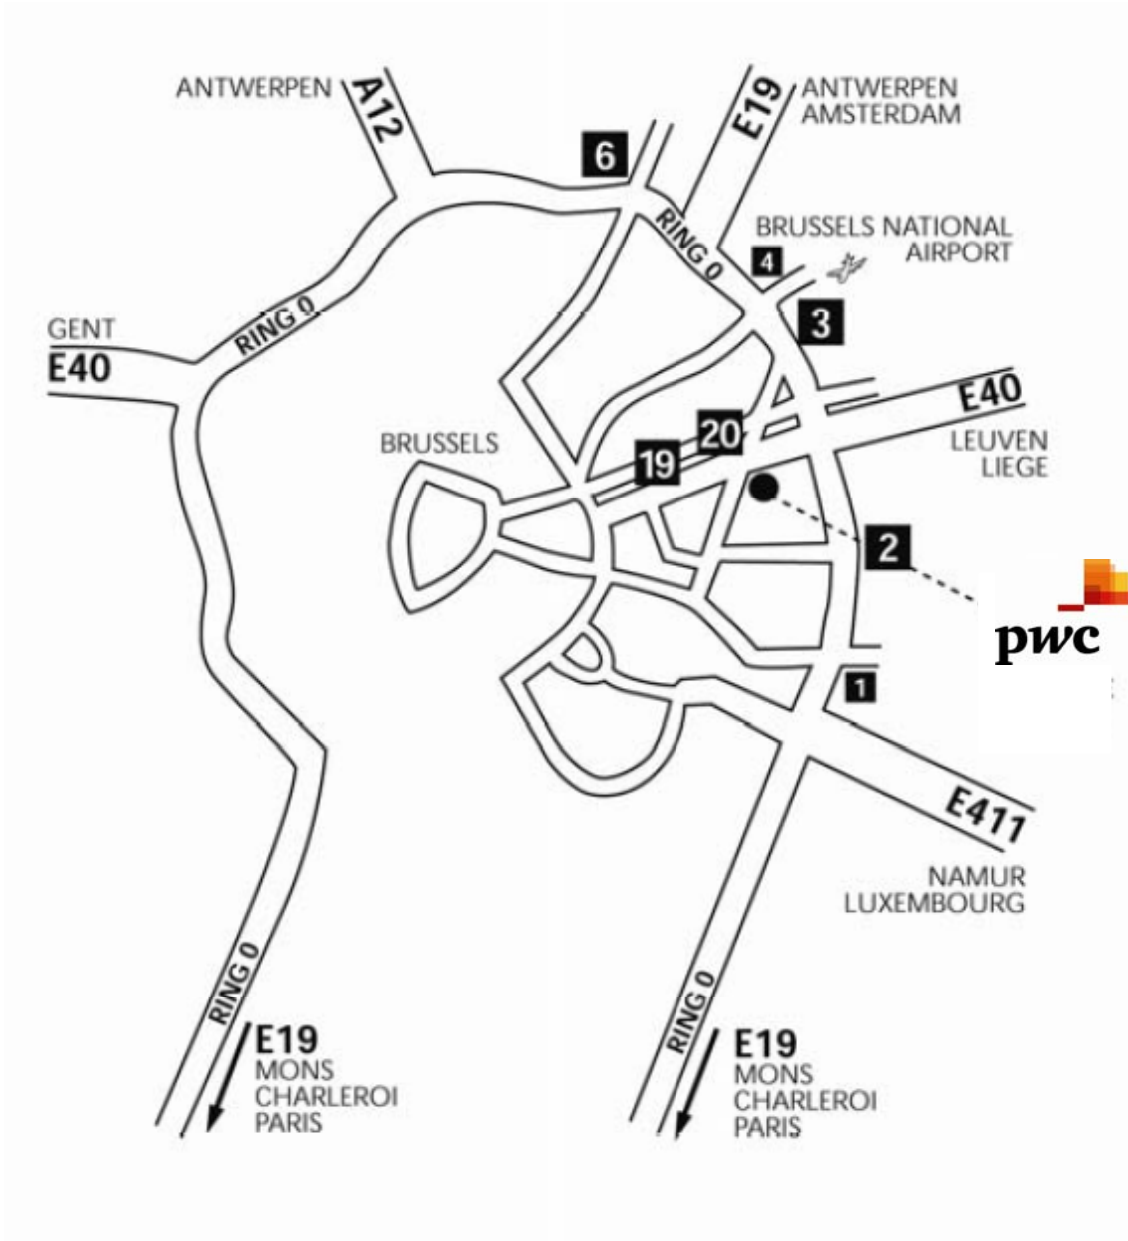 ANTWERPEN
A12
E19
ANTWERPEN
AMSTERDAM
6
RING 0
BRUSSELS NATIONAL
AIRPORT
4
3
RING 0
GENT
E40
E40
LEUVEN
LIEGE
BRUSSELS
20
19
2
pwc
1
E411
NAMUR
LUXEMBOURG
RING 0
E19
MONS
CHARLEROI
PARIS
RING 0
E19
MONS
CHARLEROI
PARIS